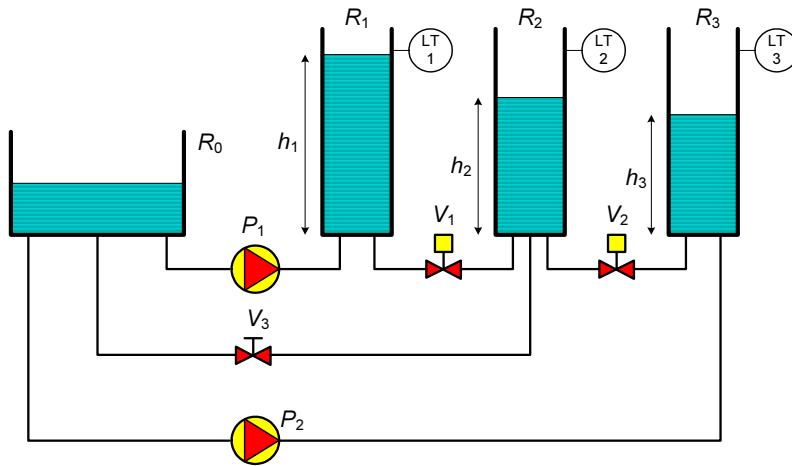 R₁
R₂
R₃
LT
1
LT
2
LT
3
R₀
h₁
h₂
h₃
P₁
V₁
V₂
V₃
P₂